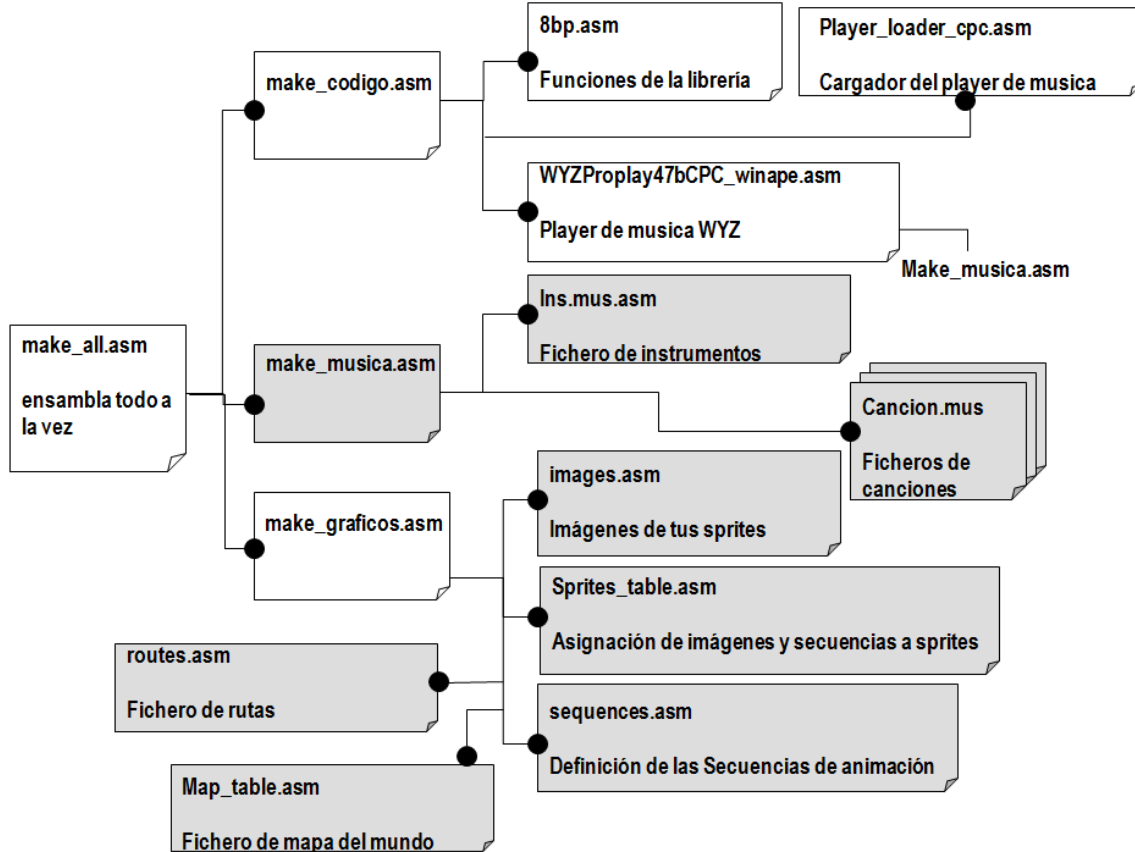 8bp.asm
Funciones de la librería
Player_loader_cpc.asm
Cargador del player de musica
make_codigo.asm
WYZProplay47bCPC_winape.asm
Player de musica WYZ
Make_musica.asm
Ins.mus.asm
Fichero de instrumentos
make_all.asm
ensambla todo a
la vez
make_musica.asm
Cancion.mus
Ficheros de
canciones
images.asm
Imágenes de tus sprites
make_graficos.asm
Sprites_table.asm
Asignación de imágenes y secuencias a sprites
routes.asm
Fichero de rutas
sequences.asm
Definición de las Secuencias de animación
Map_table.asm
Fichero de mapa del mundo